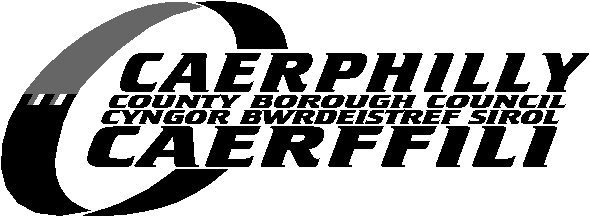 CAERPHILLY
COUNTY BOROUGH COUNCIL
CYNGOR BWRDEISTREF SIROL
CAERFFILI